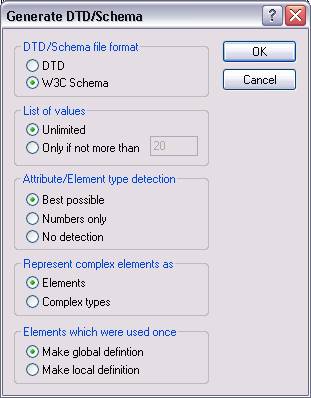 Generate DTD/Schema
DTD/Schema file format
OK
DTD
W3C Schema
Cancel
List of values
Unlimited
Only if not more than 20
Attribute/Element type detection
Best possible
Numbers only
No detection
Represent complex elements as
Elements
Complex types
Elements which were used once
Make global defintion
Make local definition